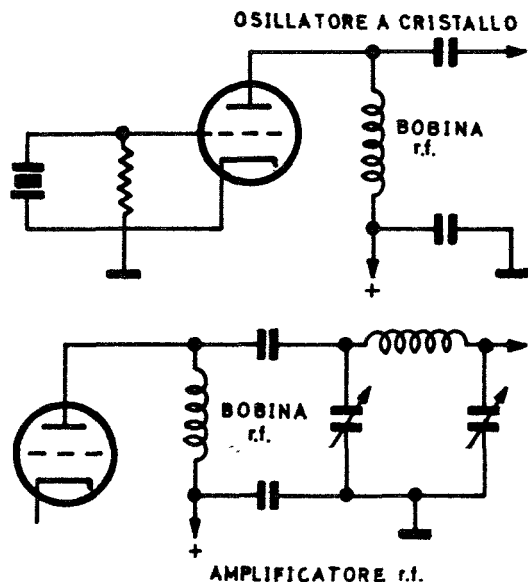 OSILLATORE A CRISTALLO
BOBINA
r.f.
+
BOBINA
r.f.
+
AMPLIFICATORE r.f.